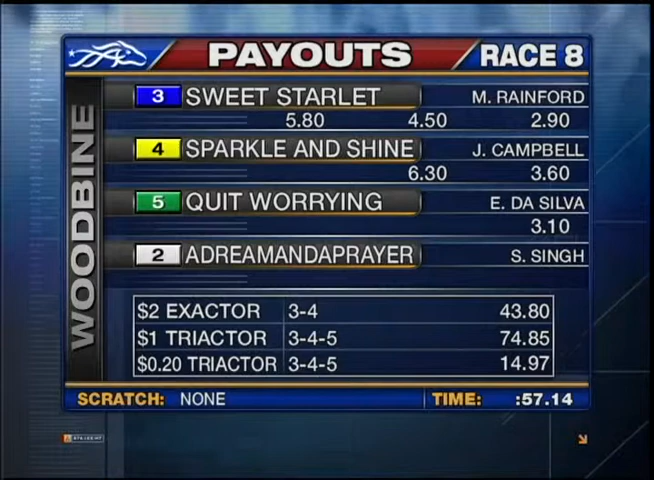 PAYOUTS
RACE 8
WOODBINE
3 SWEET STARLET M. RAINFORD
5.80 4.50 2.90
4 SPARKLE AND SHINE J. CAMPBELL
6.30 3.60
5 QUIT WORRYING E. DA SILVA
3.10
2 ADREAMANDAPRAYER S. SINGH
$2 EXACTOR 3-4 43.80
$1 TRIACTOR 3-4-5 74.85
$0.20 TRIACTOR 3-4-5 14.97
SCRATCH: NONE TIME: :57.14